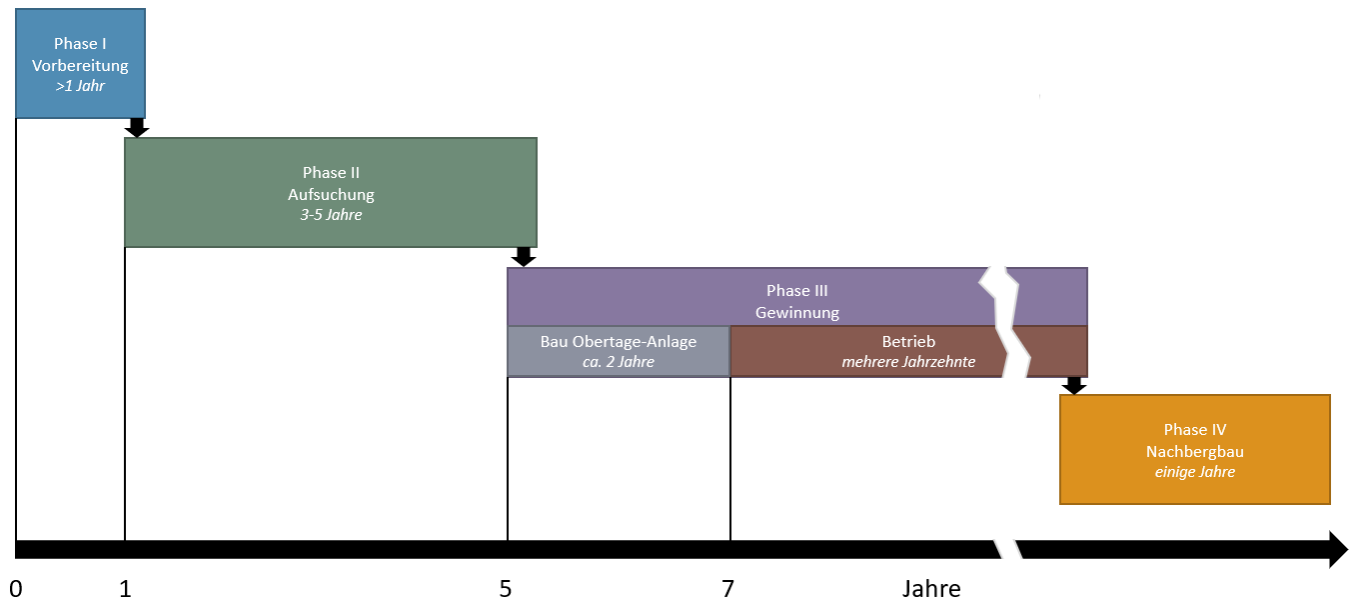 Phase I
Vorbereitung
>1 Jahr
Phase II
Aufsuchung
3-5 Jahre
Phase III
Gewinnung
Bau Obertage-Anlage
ca. 2 Jahre
Betrieb
mehrere Jahrzehnte
Phase IV
Nachbergbau
einige Jahre
0 1 5 7 Jahre